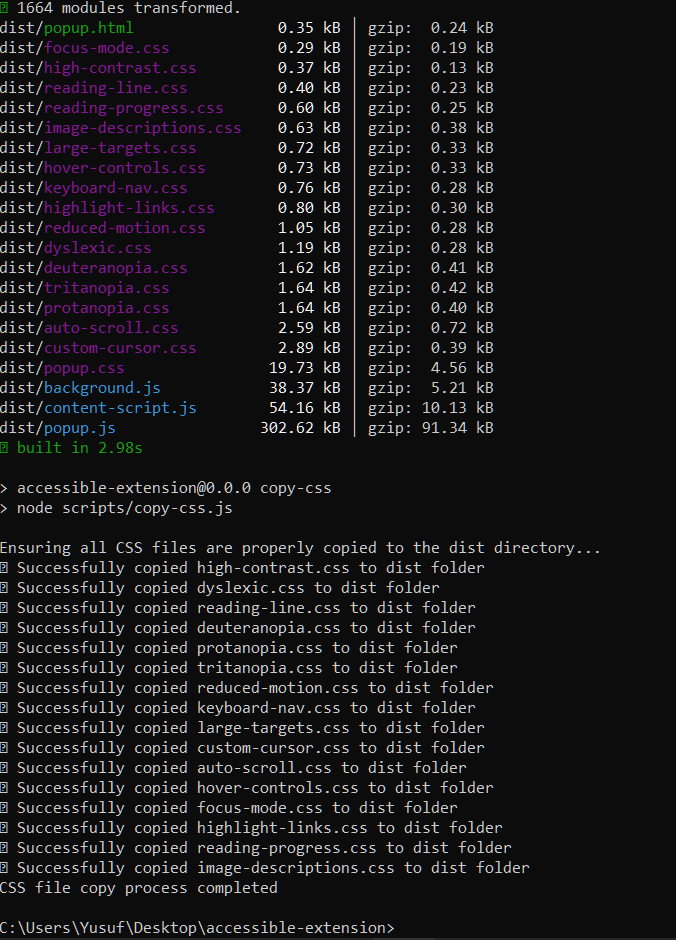 1664 modules transformed.
dist/popup.html 0.35 kB │ gzip: 0.24 kB
dist/focus-mode.css 0.29 kB │ gzip: 0.19 kB
dist/high-contrast.css 0.37 kB │ gzip: 0.13 kB
dist/reading-line.css 0.40 kB │ gzip: 0.23 kB
dist/reading-progress.css 0.60 kB │ gzip: 0.25 kB
dist/image-descriptions.css 0.63 kB │ gzip: 0.38 kB
dist/large-targets.css 0.72 kB │ gzip: 0.33 kB
dist/hover-controls.css 0.73 kB │ gzip: 0.33 kB
dist/keyboard-nav.css 0.76 kB │ gzip: 0.28 kB
dist/highlight-links.css 0.80 kB │ gzip: 0.30 kB
dist/reduced-motion.css 1.05 kB │ gzip: 0.28 kB
dist/dyslexic.css 1.19 kB │ gzip: 0.28 kB
dist/deuteranopia.css 1.62 kB │ gzip: 0.41 kB
dist/tritanopia.css 1.64 kB │ gzip: 0.42 kB
dist/protanopia.css 1.64 kB │ gzip: 0.40 kB
dist/auto-scroll.css 2.59 kB │ gzip: 0.72 kB
dist/custom-cursor.css 2.89 kB │ gzip: 0.39 kB
dist/popup.css 19.73 kB │ gzip: 4.56 kB
dist/background.js 38.37 kB │ gzip: 5.21 kB
dist/content-script.js 54.16 kB │ gzip: 10.13 kB
dist/popup.js 302.62 kB │ gzip: 91.34 kB
built in 2.98s
> accessible-extension@0.0.0 copy-css
> node scripts/copy-css.js
Ensuring all CSS files are properly copied to the dist directory...
Successfully copied high-contrast.css to dist folder
Successfully copied dyslexic.css to dist folder
Successfully copied reading-line.css to dist folder
Successfully copied deuteranopia.css to dist folder
Successfully copied protanopia.css to dist folder
Successfully copied tritanopia.css to dist folder
Successfully copied reduced-motion.css to dist folder
Successfully copied keyboard-nav.css to dist folder
Successfully copied large-targets.css to dist folder
Successfully copied custom-cursor.css to dist folder
Successfully copied auto-scroll.css to dist folder
Successfully copied hover-controls.css to dist folder
Successfully copied focus-mode.css to dist folder
Successfully copied highlight-links.css to dist folder
Successfully copied reading-progress.css to dist folder
Successfully copied image-descriptions.css to dist folder
CSS file copy process completed
C:\Users\Yusuf\Desktop\accessible-extension>